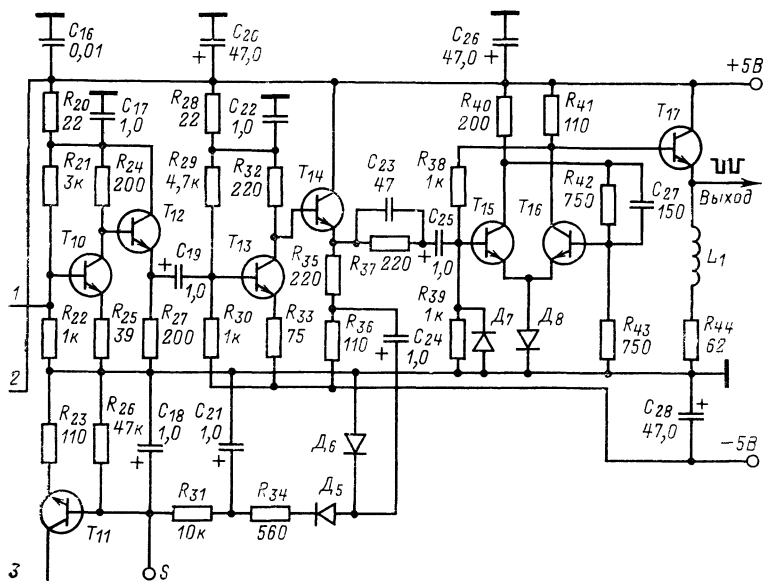 C16
0,01
C20
47,0
C26
47,0
+
+
+5В
R20
22
C17
1,0
R28
22
C22
1,0
R40
200
R41
110
T17
R21
3к
R24
200
T12
R29
4,7к
R32
220
T14
C23
47
R38
1к
R42
750
C27
150
Выход
T10
C19
+
1,0
T13
R35
220
R37
220
C25
+
1,0
T15
T16
L1
1
R22
1к
R25
39
R27
200
R30
1к
R33
75
R36
110
C24
1,0
+
R39
1к
Д7
Д8
R43
750
R44
62
2
R23
110
R26
47к
C18
1,0
+
C21
1,0
+
Д6
C28
47,0
+
−5В
T11
R31
10к
R34
560
Д5
3
S